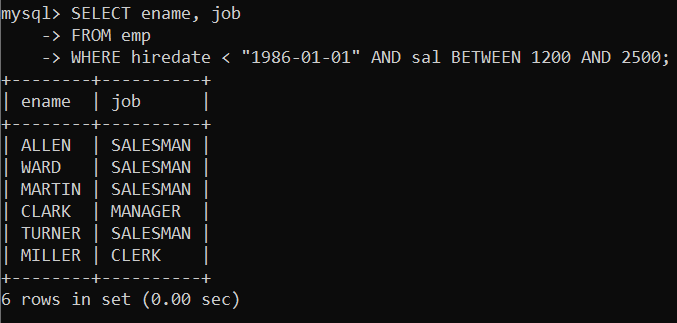 mysql> SELECT ename, job
    -> FROM emp
    -> WHERE hiredate < "1986-01-01" AND sal BETWEEN 1200 AND 2500;
+--------+----------+
| ename  | job      |
+--------+----------+
| ALLEN  | SALESMAN |
| WARD   | SALESMAN |
| MARTIN | SALESMAN |
| CLARK  | MANAGER  |
| TURNER | SALESMAN |
| MILLER | CLERK    |
+--------+----------+
6 rows in set (0.00 sec)